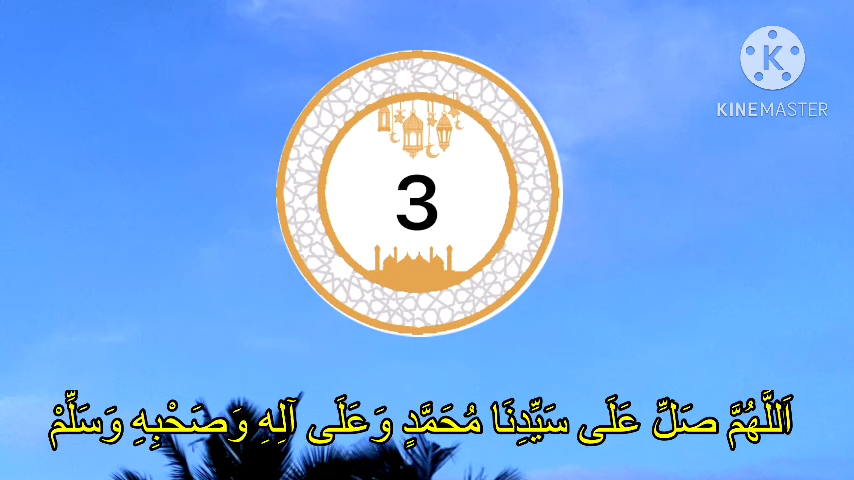 KINEMASTER
3
اَللَّهُمَّ صَلِّ عَلَى سَيِّدِنَا مُحَمَّدٍ وَعَلَى آلِهِ وَصَحْبِهِ وَسَلِّمْ